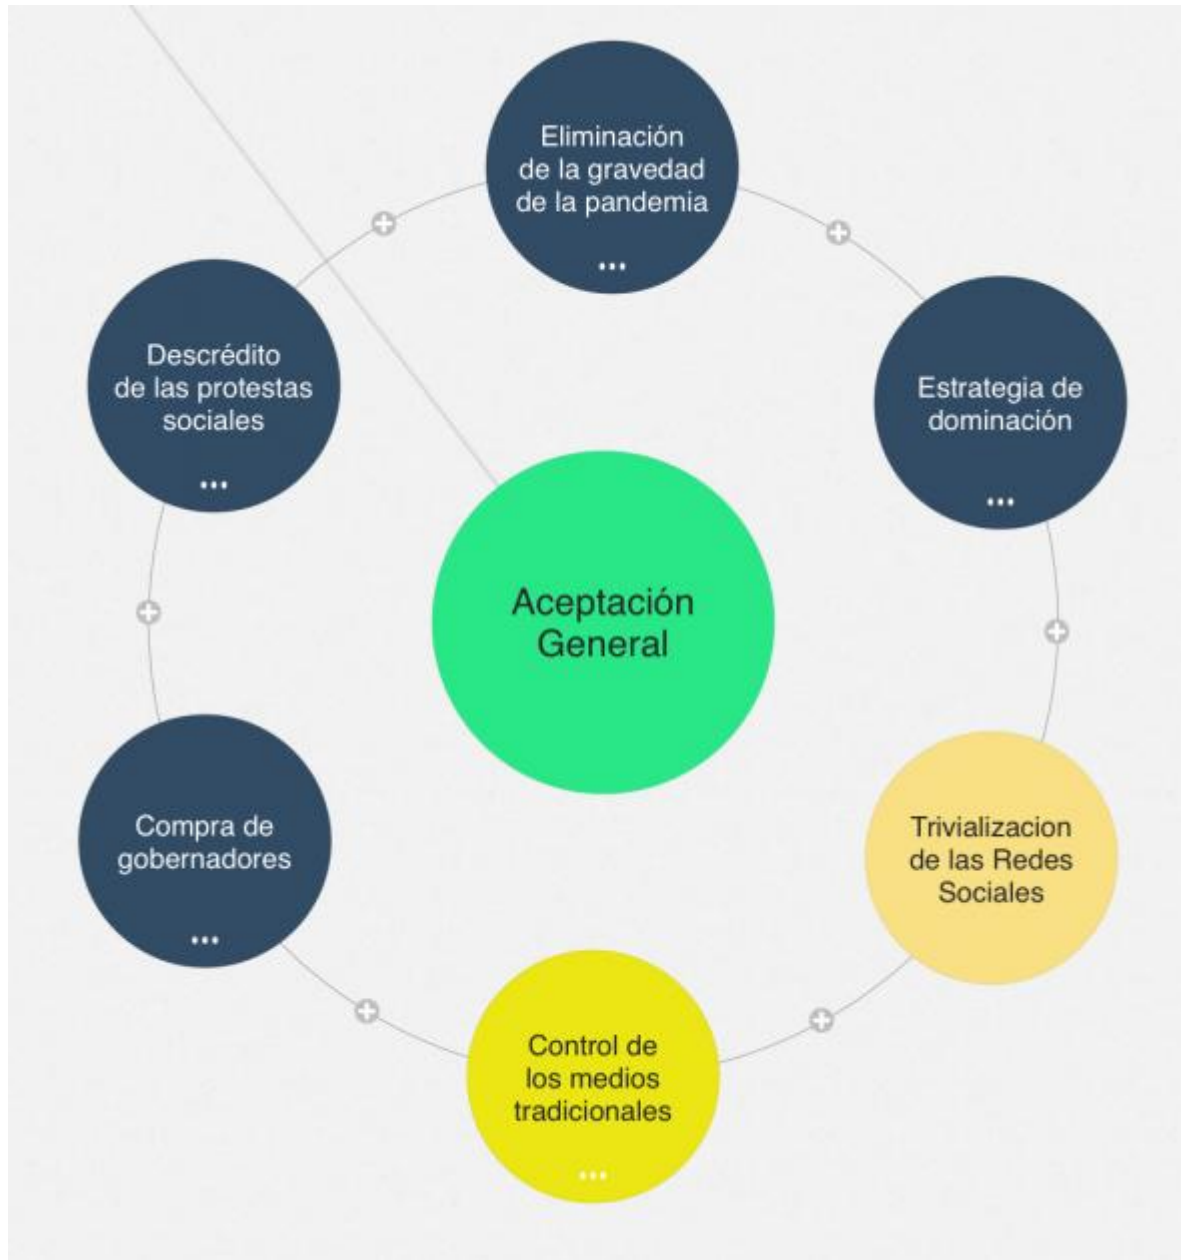 Eliminación
de la gravedad
de la pandemia
...
Descrédito
de las protestas
sociales
...
Estrategia de
dominación
...
Aceptación
General
Compra de
gobernadores
...
Trivializacion
de las Redes
Sociales
Control de
los medios
tradicionales
...